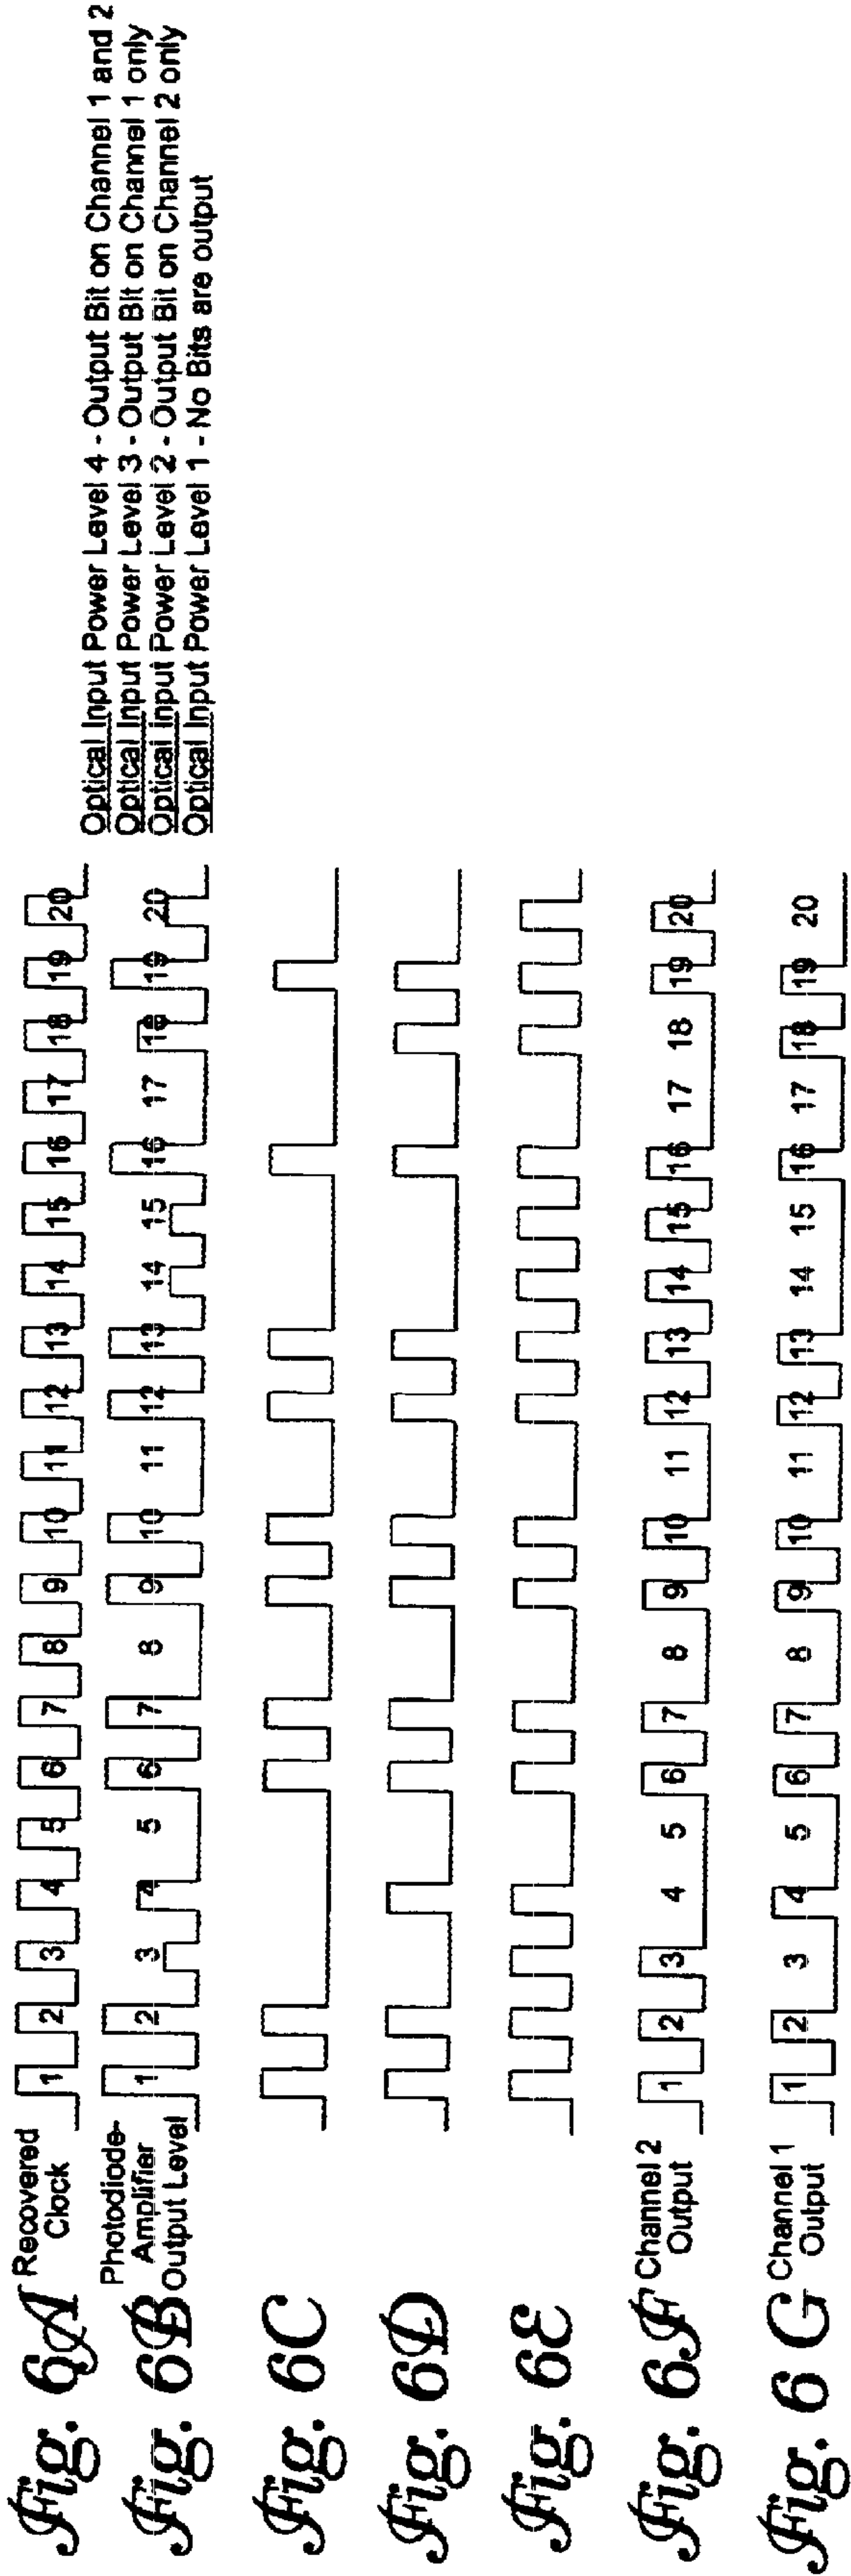 Fig. 6A
Recovered
Clock
1 2 3 4 5 6 7 8 9 10 11 12 13 14 15 16 17 18 19 20
Optical Input Power Level 4 - Output Bit on Channel 1 and 2
Optical Input Power Level 3 - Output Bit on Channel 1 only
Optical input Power Level 2 - Output Bit on Channel 2 only
Optical Input Power Level 1 - No Bits are output
Fig. 6B
Photodiode-
Amplifier
Output Level
1 2 3 4 5 6 7 8 9 10 11 12 13 14 15 16 17 18 19 20
Fig. 6C
Fig. 6D
Fig. 6E
Fig. 6F
Channel 2
Output
1 2 3 4 5 6 7 8 9 10 11 12 13 14 15 16 17 18 19 20
Fig. 6 G
Channel 1
Output
1 2 3 4 5 6 7 8 9 10 11 12 13 14 15 16 17 18 19 20